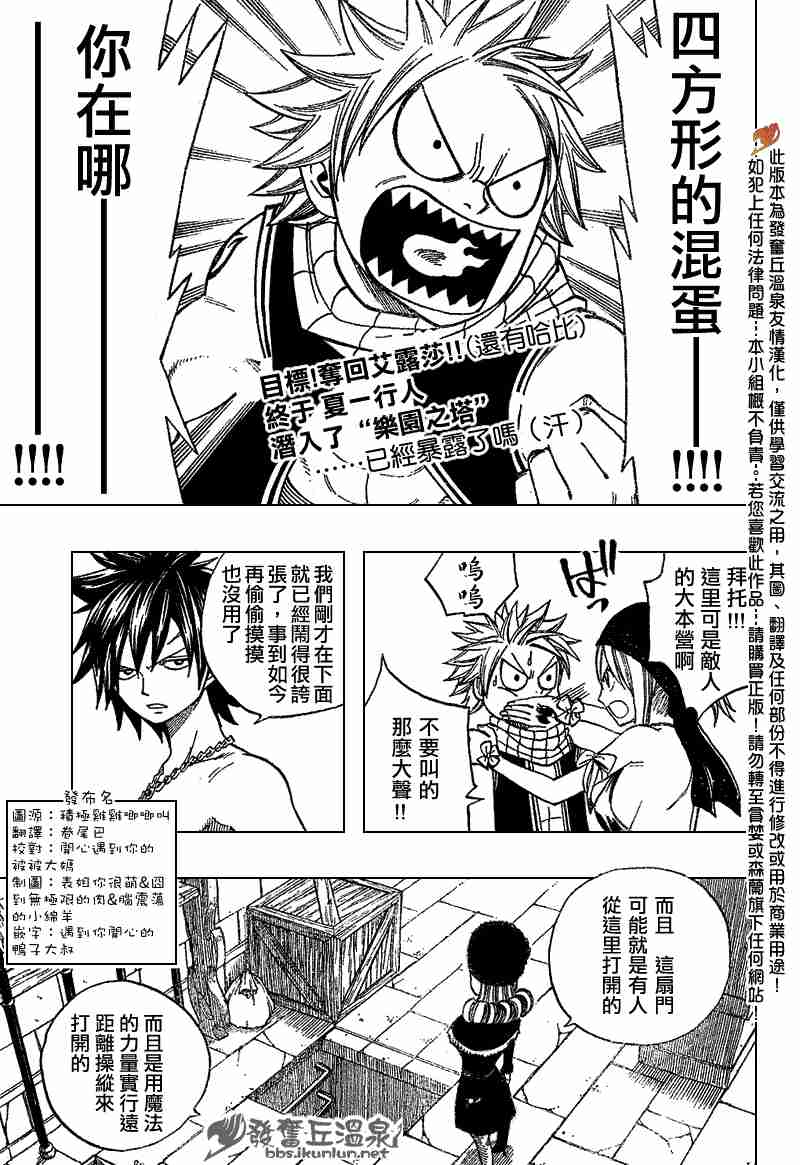 四方形的混蛋——
!!!!
你在哪——
!!!!
目標!奪回艾露莎!!(還有哈比)
終于夏一行人
潛入了“樂園之塔”
……已經暴露了嗎（汗）
拜托!!!
這里可是敵人
的大本營啊
嗚
嗚
ばっ
不要叫的
那麼大聲!!
我們剛才在下面
就已經鬧得很誇
張了，事到如今
再偷偷摸摸
也沒用了
而且 這扇門
可能就是有人
從這里打開的
而且是用魔法
的力量實行遠
距離操縱來
打開的
發布名
圖源：積極雞雞唧唧叫
翻譯：卷尾巴
校對：開心遇到你的
被被大媽
制圖：表姐你很萌&囧
到無極限的肉&腦震蕩
的小綿羊
嵌字：遇到你開心的
鴨子大叔
此版本為發奮丘溫泉友情漢化，僅供學習交流之用，其圖、翻譯及任何部份不得進行修改或用於商業用途！
如犯上任何法律問題…本小組概不負責…若您喜歡此作品…請購買正版！請勿轉至貪婪或森蘭旗下任何網站！
發奮丘溫泉
bbs.ikunlun.net